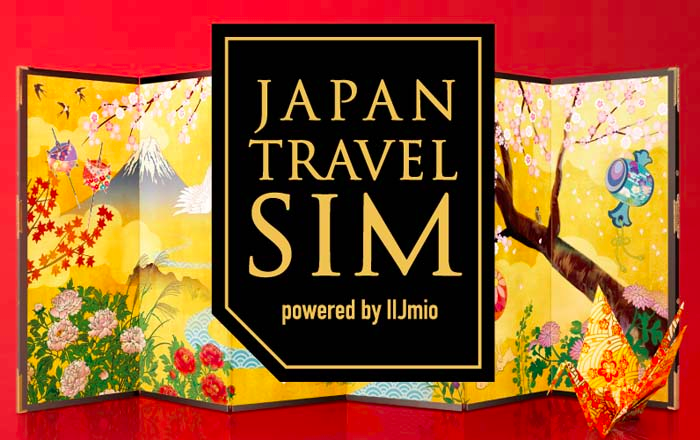 JAPAN
TRAVEL
SIM
powered by IIJmio